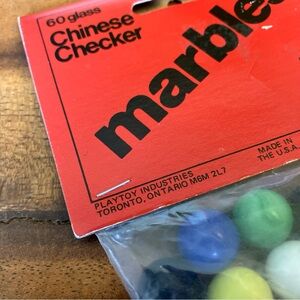 60 glass
Chinese
Checker
marbles
PLAYTOY INDUSTRIES
TORONTO, ONTARIO M6M 2L7
MADE IN
THE U.S.A.